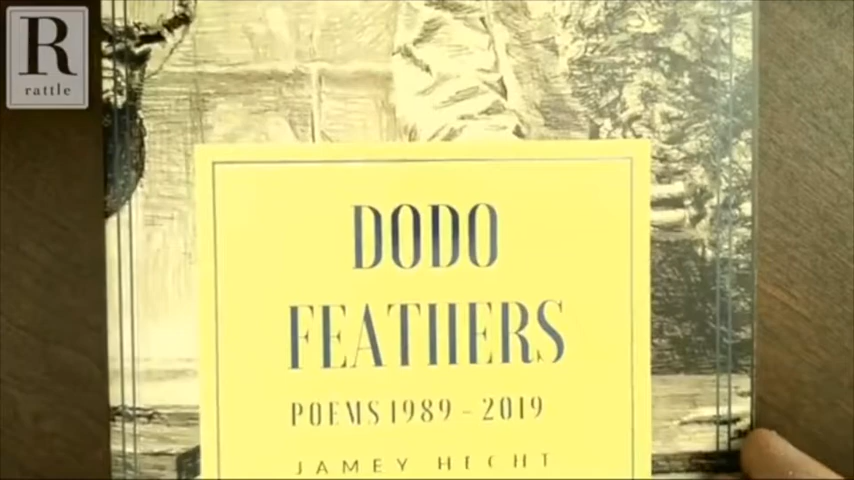 R
rattle
DODO
FEATHERS
POEMS 1989 - 2019
JAMEY HECHT